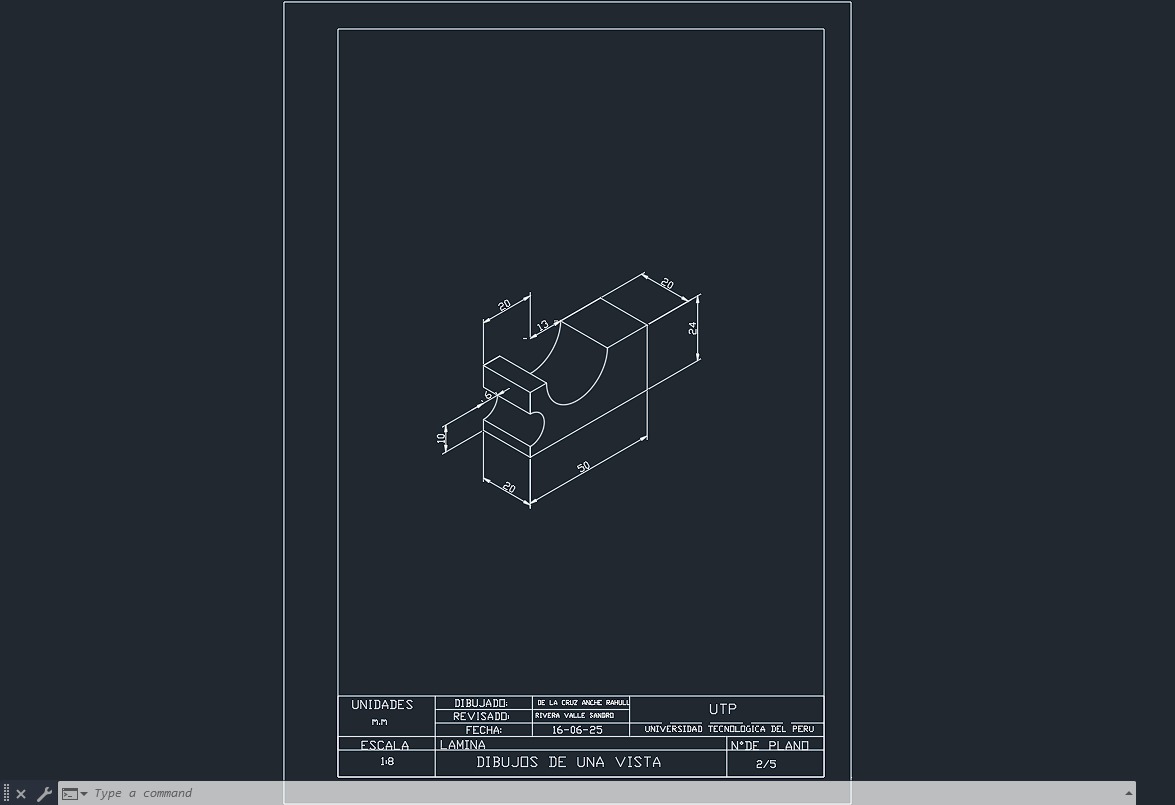 20
20
13
24
6
10
50
20
UNIDADES
m.m
DIBUJADO:
DE LA CRUZ ANCHE RAHULL
REVISADO:
RIVERA VALLE SANDRO
FECHA:
16-06-25
UTP
UNIVERSIDAD TECNOLOGICA DEL PERU
ESCALA
1:8
LAMINA
DIBUJOS DE UNA VISTA
N°DE PLANO
2/5
Type a command